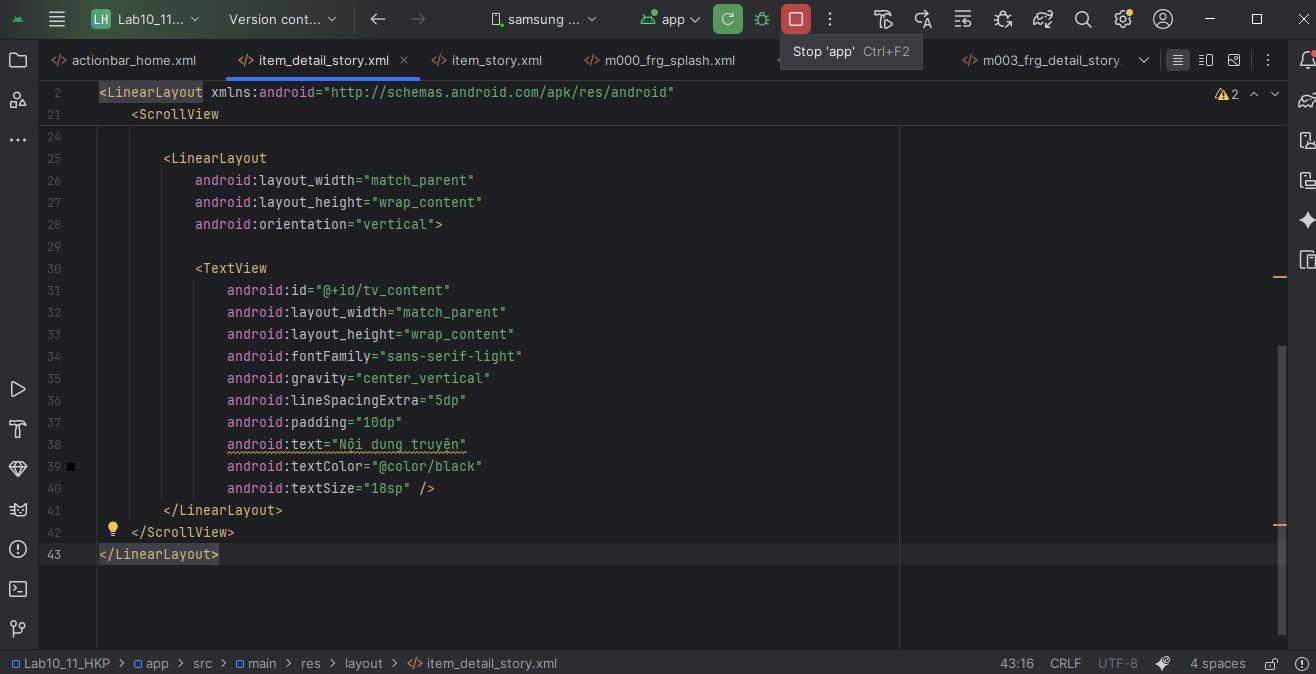 LH Lab10_11... Version cont... samsung ... app
Stop 'app' Ctrl+F2
actionbar_home.xml item_detail_story.xml item_story.xml m000_frg_splash.xml m003_frg_detail_story.
2 <LinearLayout xmlns:android="http://schemas.android.com/apk/res/android" 2
21 <ScrollView
24
25 <LinearLayout
26 android:layout_width="match_parent"
27 android:layout_height="wrap_content"
28 android:orientation="vertical">
29
30 <TextView
31 android:id="@+id/tv_content"
32 android:layout_width="match_parent"
33 android:layout_height="wrap_content"
34 android:fontFamily="sans-serif-light"
35 android:gravity="center_vertical"
36 android:lineSpacingExtra="5dp"
37 android:padding="10dp"
38 android:text="Nội dung truyện"
39 android:textColor="@color/black"
40 android:textSize="18sp" />
41 </LinearLayout>
42 </ScrollView>
43 </LinearLayout>
Lab10_11_HKP > app > src > main > res > layout > item_detail_story.xml 43:16 CRLF UTF-8 4 spaces